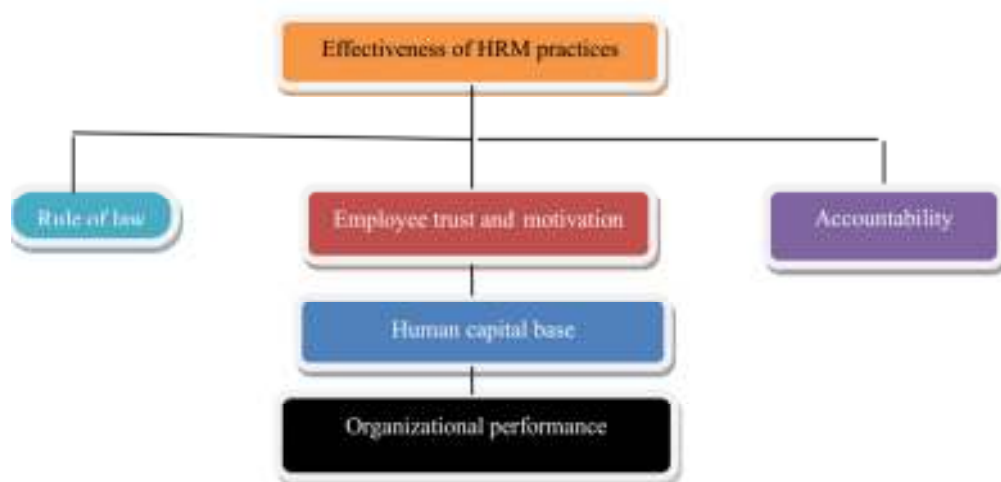 Effectiveness of HRM practices
Rule of law
Employee trust and motivation
Accountability
Human capital base
Organizational performance